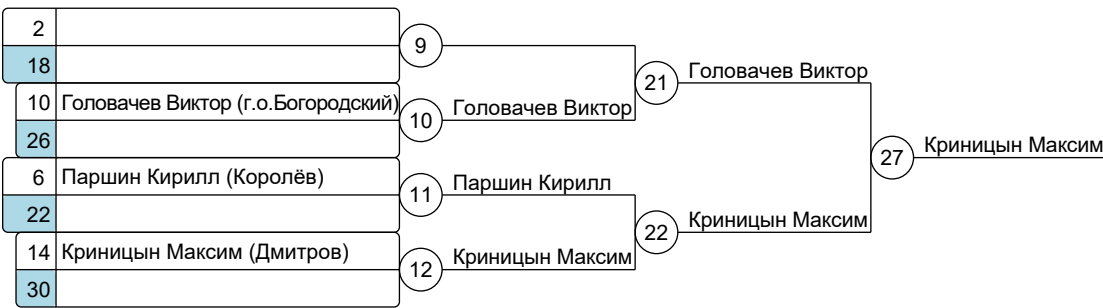 2
18
9
10 Головачев Виктор (г.о.Богородский)
26
10
Головачев Виктор
21
Головачев Виктор
6 Паршин Кирилл (Королёв)
22
11
Паршин Кирилл
14 Криницын Максим (Дмитров)
30
12
Криницын Максим
22
Криницын Максим
27
Криницын Максим